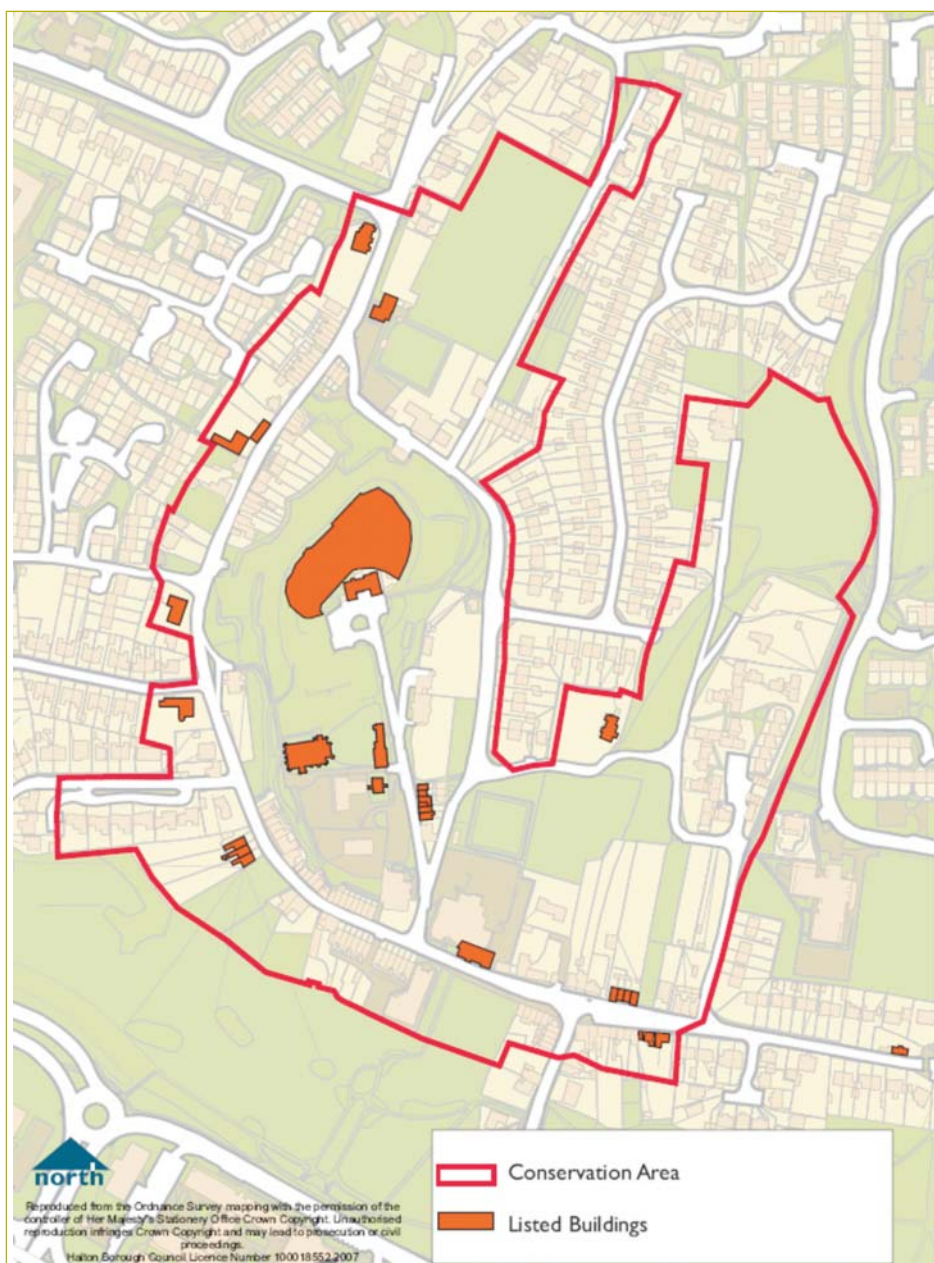 Conservation Area
Listed Buildings
north
Reproduced from the Ordnance Survey mapping with the permission of the
controller of Her Majesty's Stationery Office Crown Copyright. Unauthorised
reproduction infringes Crown Copyright and may lead to prosecution or civil
proceedings.
Halton Borough Council Licence Number 100018552 2007